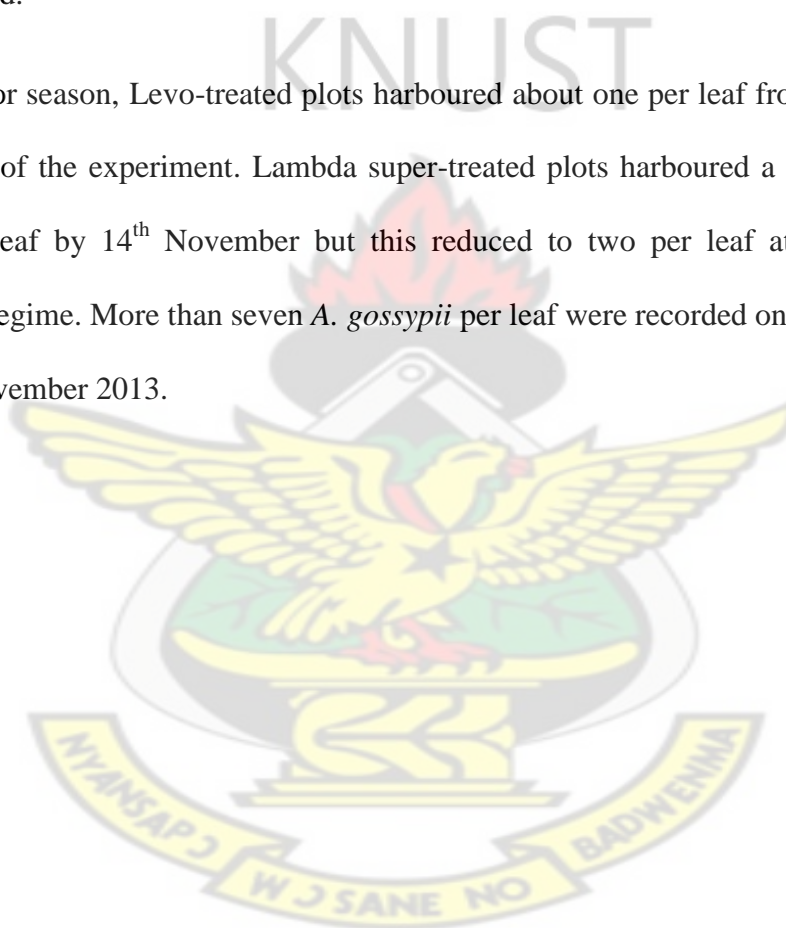 d.
KNUST
or season, Levo-treated plots harboured about one per leaf fro
of the experiment. Lambda super-treated plots harboured a
eaf by 14th November but this reduced to two per leaf at
egime. More than seven A. gossypii per leaf were recorded on
vember 2013.
NYANSAPƆ
WƆSANE NO
BADWENMA